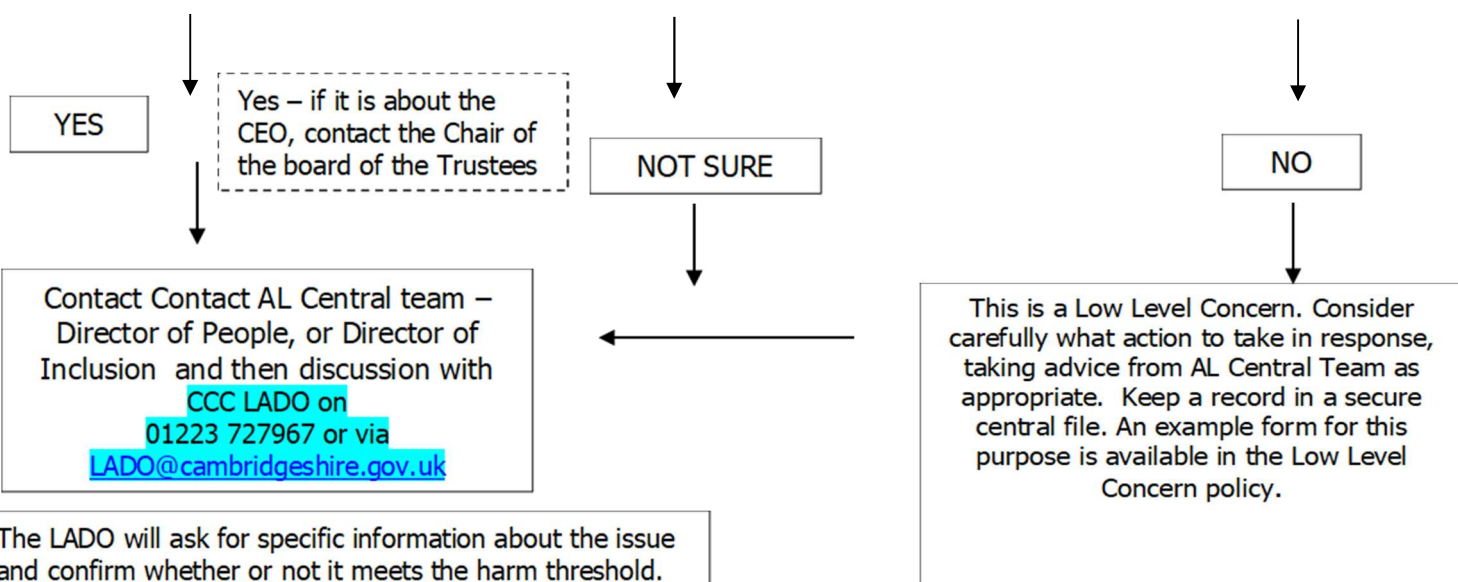 YES
Yes – if it is about the
CEO, contact the Chair of
the board of the Trustees
NOT SURE
NO
Contact Contact AL Central team –
Director of People, or Director of
Inclusion  and then discussion with
CCC LADO on
01223 727967 or via
LADO@cambridgeshire.gov.uk
This is a Low Level Concern. Consider
carefully what action to take in response,
taking advice from AL Central Team as
appropriate.  Keep a record in a secure
central file. An example form for this
purpose is available in the Low Level
Concern policy.
The LADO will ask for specific information about the issue
and confirm whether or not it meets the harm threshold.